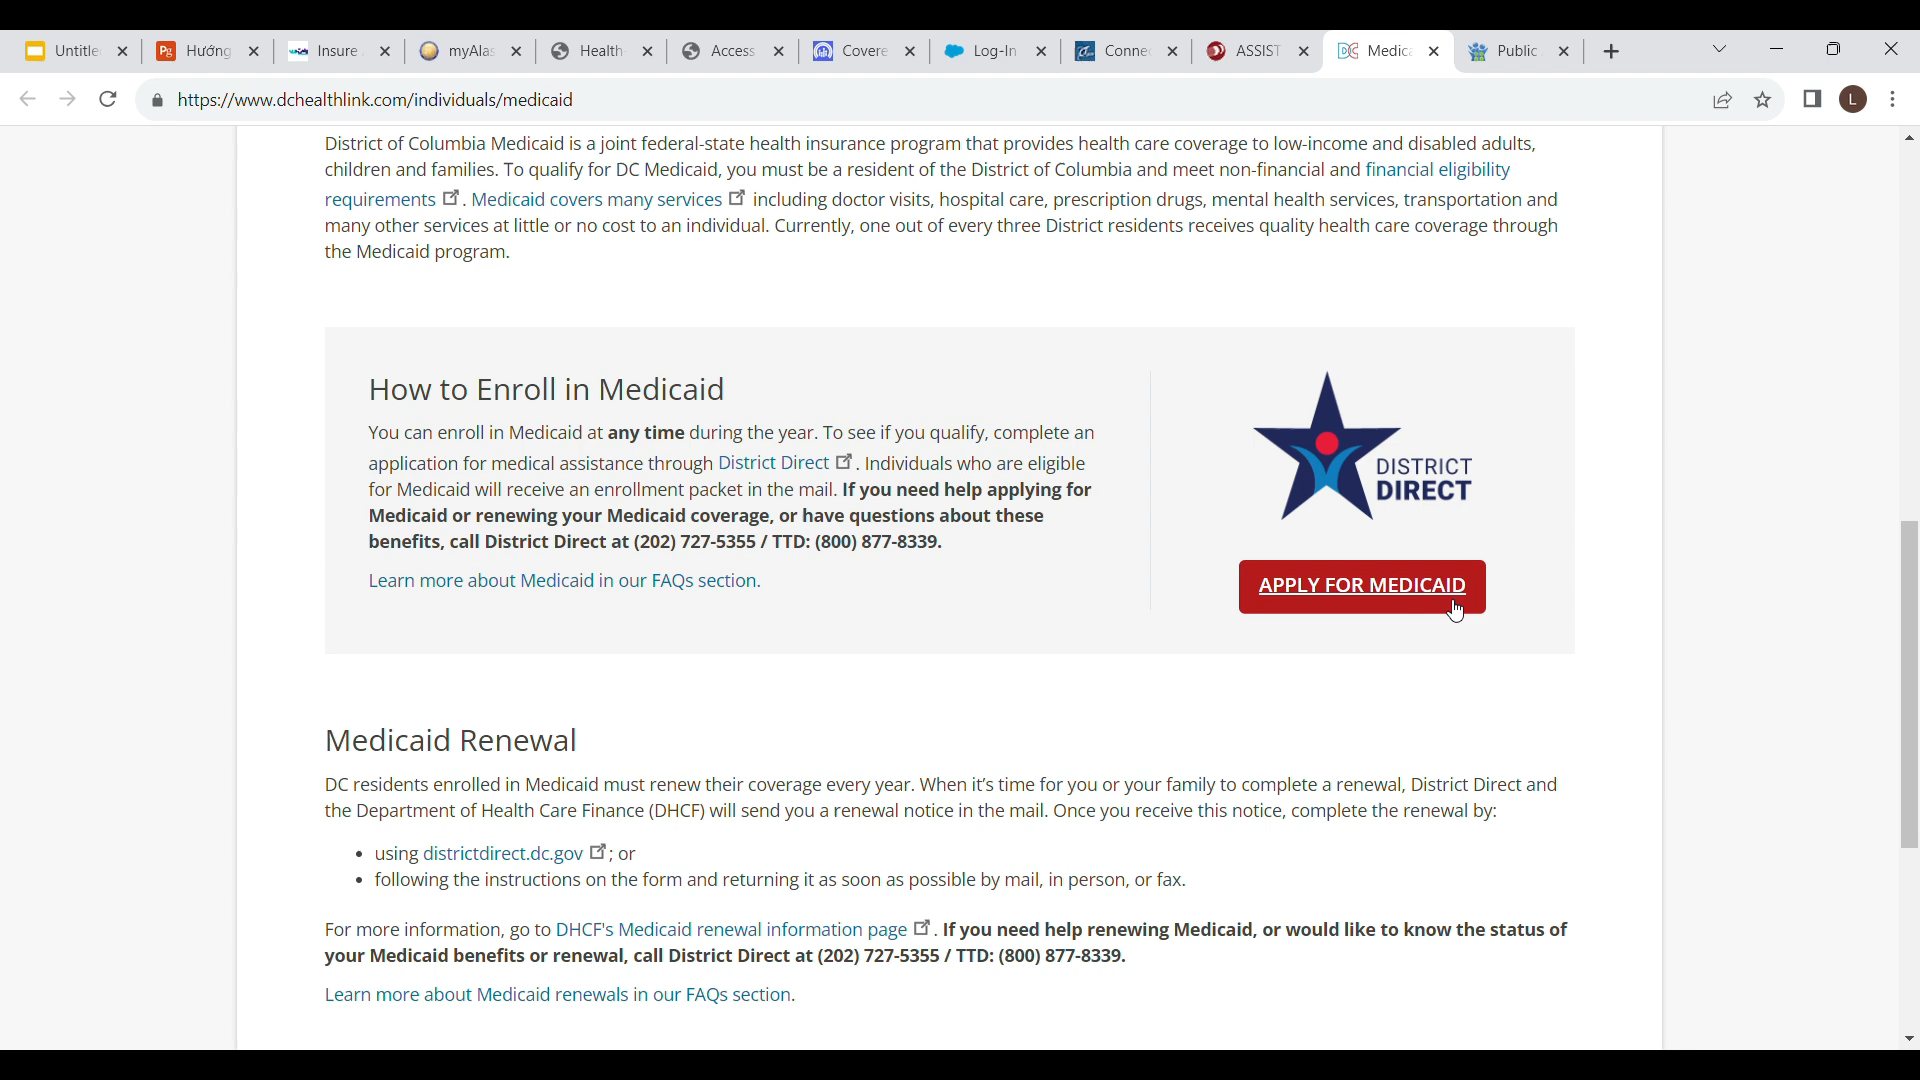 Untitle Pg Hướng Insure myAlas Health Access Covere Log-In Connec ASSIST DC Medica Public
https://www.dchealthlink.com/individuals/medicaid L
District of Columbia Medicaid is a joint federal-state health insurance program that provides health care coverage to low-income and disabled adults,
children and families. To qualify for DC Medicaid, you must be a resident of the District of Columbia and meet non-financial and financial eligibility
requirements . Medicaid covers many services including doctor visits, hospital care, prescription drugs, mental health services, transportation and
many other services at little or no cost to an individual. Currently, one out of every three District residents receives quality health care coverage through
the Medicaid program.
How to Enroll in Medicaid
You can enroll in Medicaid at any time during the year. To see if you qualify, complete an
application for medical assistance through District Direct . Individuals who are eligible
for Medicaid will receive an enrollment packet in the mail. If you need help applying for
Medicaid or renewing your Medicaid coverage, or have questions about these
benefits, call District Direct at (202) 727-5355 / TTD: (800) 877-8339.
Learn more about Medicaid in our FAQs section.
DISTRICT
DIRECT
APPLY FOR MEDICAID
Medicaid Renewal
DC residents enrolled in Medicaid must renew their coverage every year. When it's time for you or your family to complete a renewal, District Direct and
the Department of Health Care Finance (DHCF) will send you a renewal notice in the mail. Once you receive this notice, complete the renewal by:
• using districtdirect.dc.gov ; or
• following the instructions on the form and returning it as soon as possible by mail, in person, or fax.
For more information, go to DHCF's Medicaid renewal information page . If you need help renewing Medicaid, or would like to know the status of
your Medicaid benefits or renewal, call District Direct at (202) 727-5355 / TTD: (800) 877-8339.
Learn more about Medicaid renewals in our FAQs section.